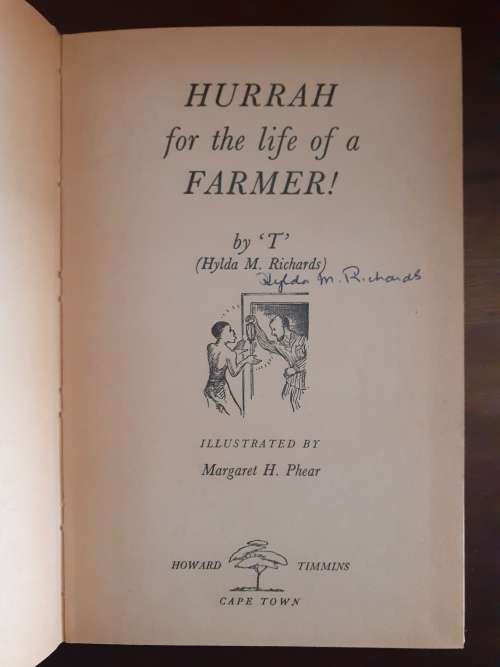 HURRAH
for the life of a
FARMER!
by ‘T’
(Hylda M. Richards)
Hylda M. Richards
ILLUSTRATED BY
Margaret H. Phear
HOWARD TIMMINS
CAPE TOWN